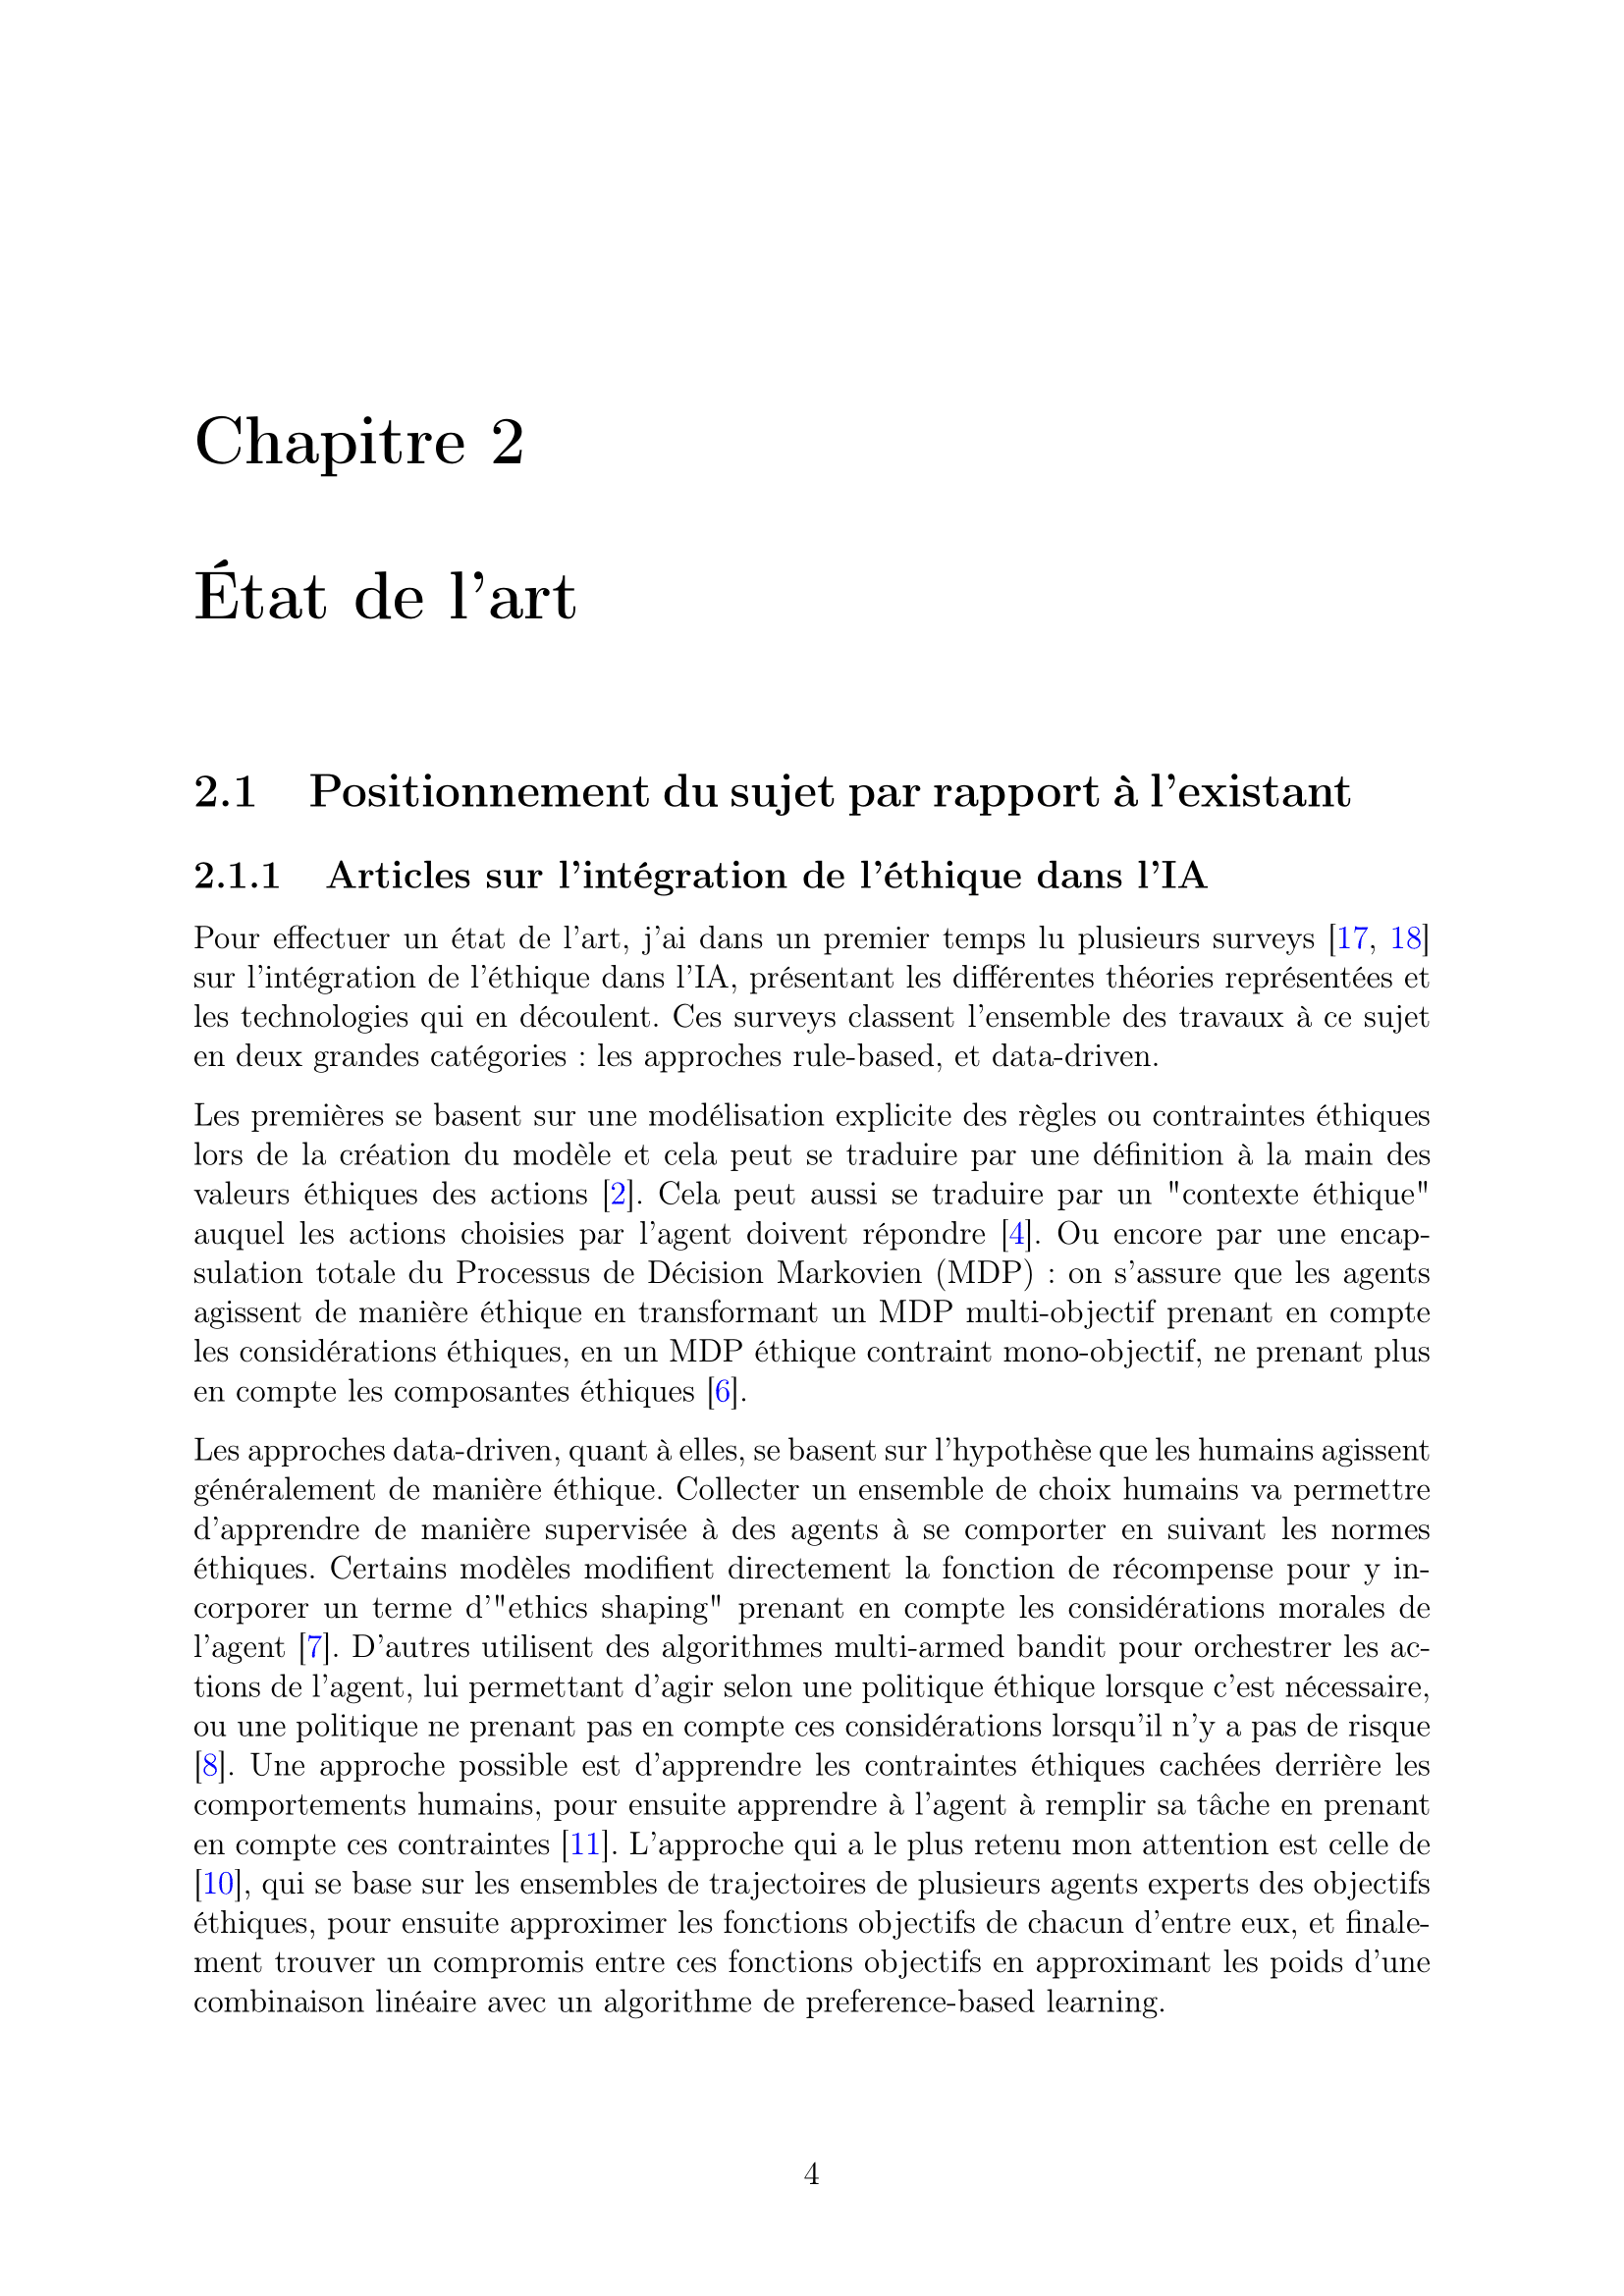 Chapitre 2
État de l'art
2.1 Positionnement du sujet par rapport à l'existant
2.1.1 Articles sur l'intégration de l'éthique dans l'IA
Pour effectuer un état de l'art, j'ai dans un premier temps lu plusieurs surveys [17, 18]
sur l'intégration de l'éthique dans l'IA, présentant les différentes théories représentées et
les technologies qui en découlent. Ces surveys classent l'ensemble des travaux à ce sujet
en deux grandes catégories : les approches rule-based, et data-driven.
Les premières se basent sur une modélisation explicite des règles ou contraintes éthiques
lors de la création du modèle et cela peut se traduire par une définition à la main des
valeurs éthiques des actions [2]. Cela peut aussi se traduire par un "contexte éthique"
auquel les actions choisies par l'agent doivent répondre [4]. Ou encore par une encap-
sulation totale du Processus de Décision Markovien (MDP) : on s'assure que les agents
agissent de manière éthique en transformant un MDP multi-objectif prenant en compte
les considérations éthiques, en un MDP éthique contraint mono-objectif, ne prenant plus
en compte les composantes éthiques [6].
Les approches data-driven, quant à elles, se basent sur l'hypothèse que les humains agissent
généralement de manière éthique. Collecter un ensemble de choix humains va permettre
d'apprendre de manière supervisée à des agents à se comporter en suivant les normes
éthiques. Certains modèles modifient directement la fonction de récompense pour y in-
corporer un terme d'"ethics shaping" prenant en compte les considérations morales de
l'agent [7]. D'autres utilisent des algorithmes multi-armed bandit pour orchestrer les ac-
tions de l'agent, lui permettant d'agir selon une politique éthique lorsque c'est nécessaire,
ou une politique ne prenant pas en compte ces considérations lorsqu'il n'y a pas de risque
[8]. Une approche possible est d'apprendre les contraintes éthiques cachées derrière les
comportements humains, pour ensuite apprendre à l'agent à remplir sa tâche en prenant
en compte ces contraintes [11]. L'approche qui a le plus retenu mon attention est celle de
[10], qui se base sur les ensembles de trajectoires de plusieurs agents experts des objectifs
éthiques, pour ensuite approximer les fonctions objectifs de chacun d'entre eux, et finale-
ment trouver un compromis entre ces fonctions objectifs en approximant les poids d'une
combinaison linéaire avec un algorithme de preference-based learning.
4